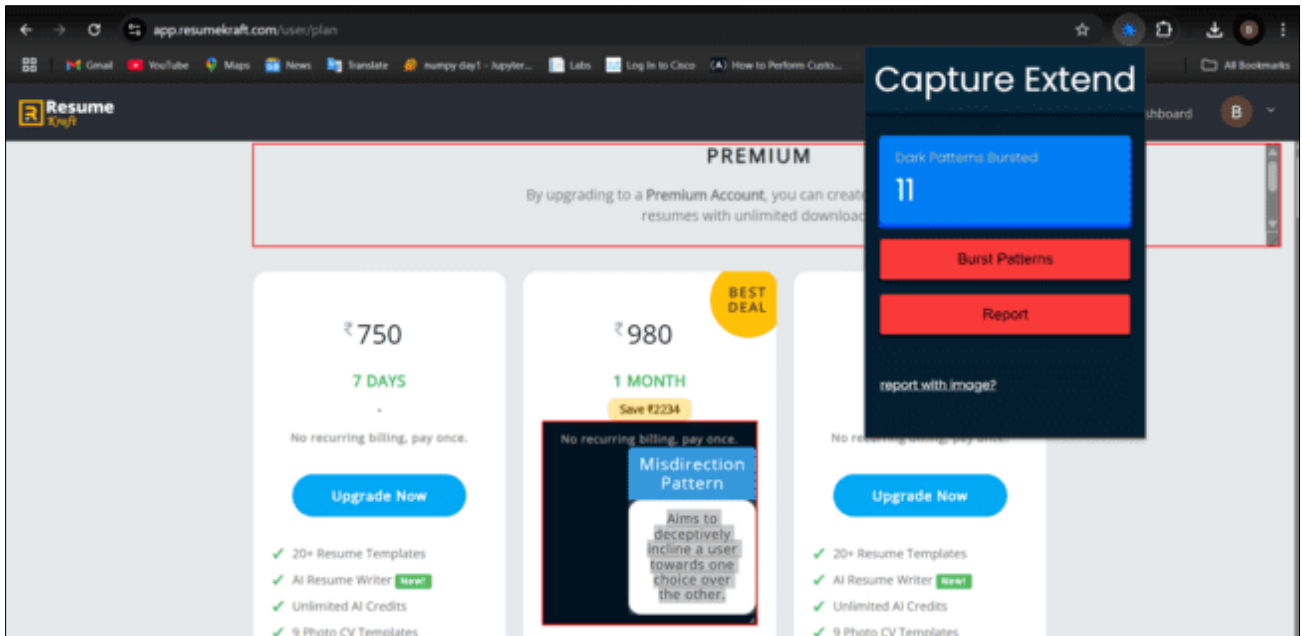 app.resumekraft.com/user/plan
Gmail
YouTube
Maps
News
Translate
numpy day1 - Jupyter...
Labs
Log In to Cisco
(A) How to Perform Custo...
All Bookmarks
Resume
Kraft
shboard
B
Capture Extend
Dark Patterns Bursted
11
Burst Patterns
Report
report with image?
PREMIUM
By upgrading to a Premium Account, you can create
resumes with unlimited download
₹750
7 DAYS
-
No recurring billing, pay once.
Upgrade Now
✓ 20+ Resume Templates
✓ AI Resume Writer New!
✓ Unlimited AI Credits
✓ 9 Photo CV Templates
BEST
DEAL
₹980
1 MONTH
Save ₹2234
No recurring billing, pay once.
Misdirection
Pattern
Aims to
deceptively
incline a user
towards one
choice over
the other.
No recurring billing, pay once.
Upgrade Now
✓ 20+ Resume Templates
✓ AI Resume Writer New!
✓ Unlimited AI Credits
✓ 9 Photo CV Templates